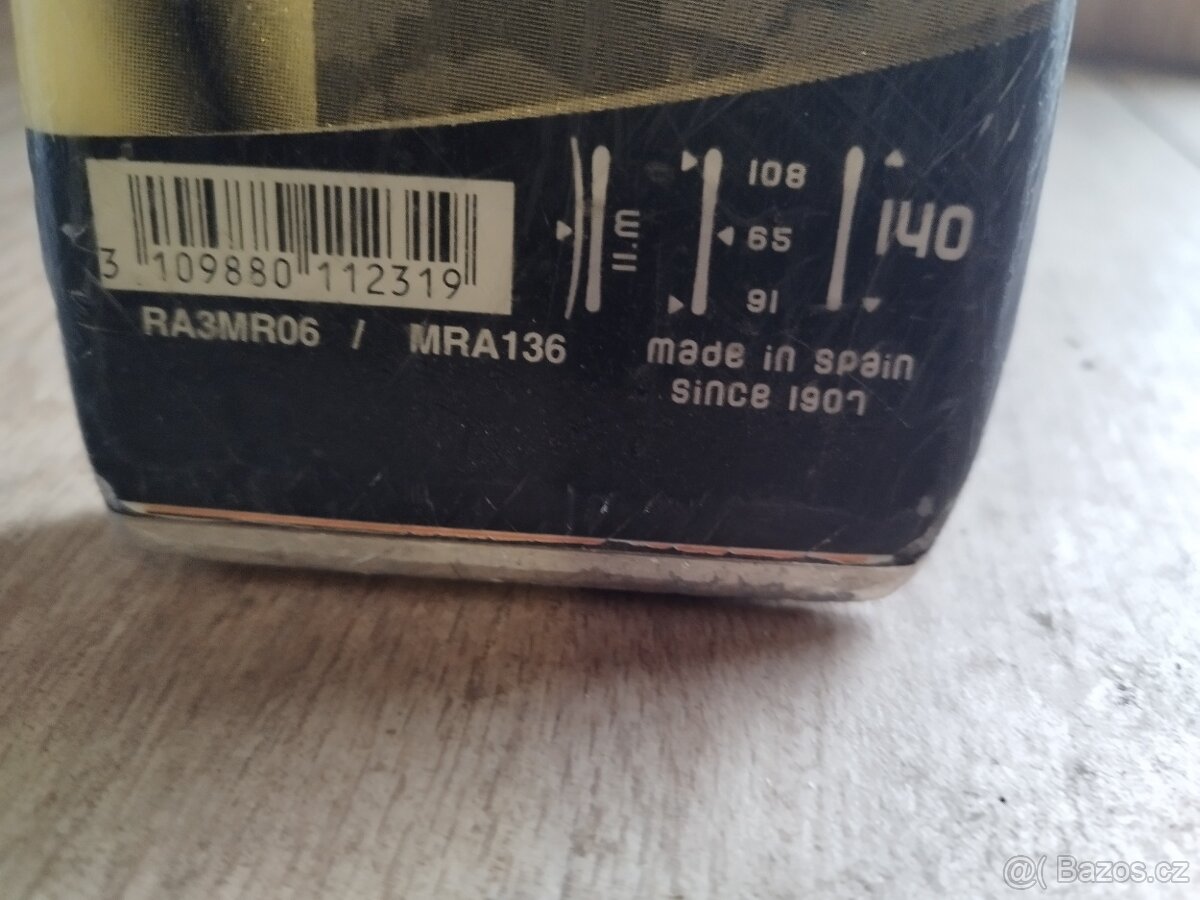 3 109880 112319
RA3MR06 / MRA136
11.m
108
65
91
140
made in spain
since 1907
@( Bazos.cz